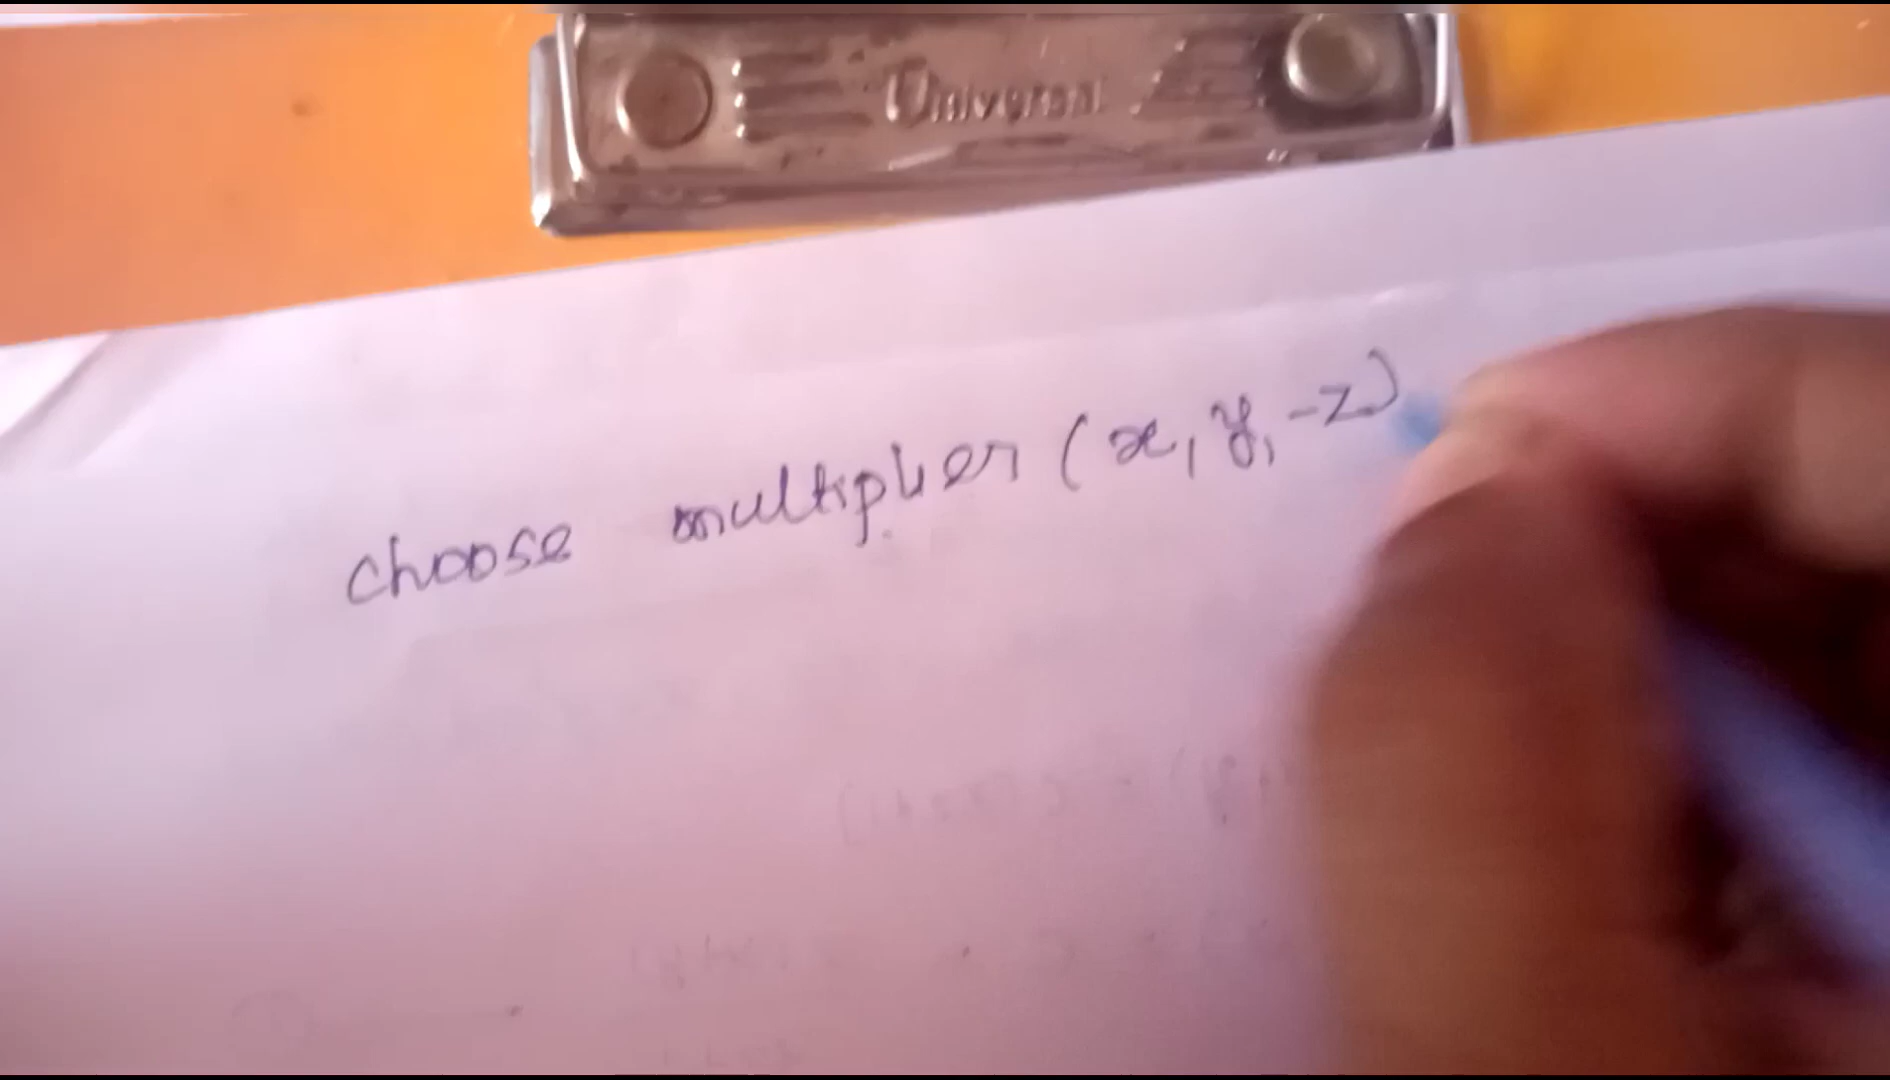 Universal
choose multiplier (x, y, -z)